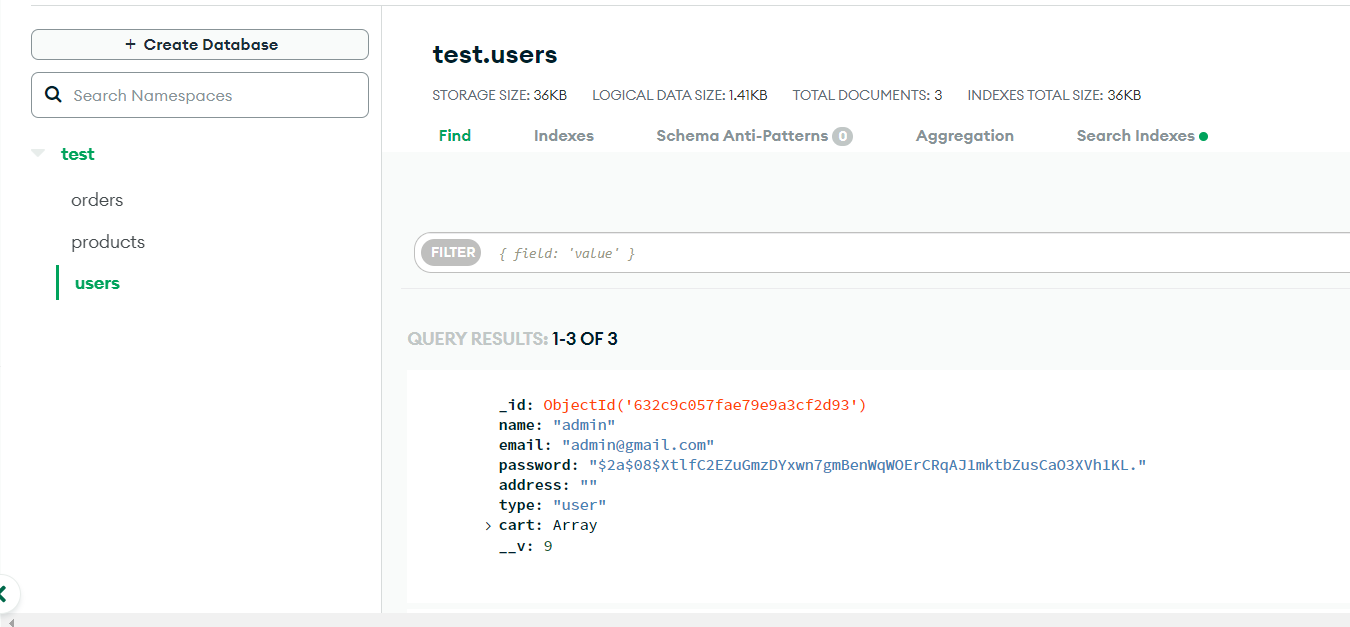 + Create Database
Search Namespaces
test
orders
products
users
test.users
STORAGE SIZE: 36KB LOGICAL DATA SIZE: 1.41KB TOTAL DOCUMENTS: 3 INDEXES TOTAL SIZE: 36KB
Find Indexes Schema Anti-Patterns 0 Aggregation Search Indexes
FILTER { field: 'value' }
QUERY RESULTS: 1-3 OF 3
_id: ObjectId('632c9c057fae79e9a3cf2d93')
name: "admin"
email: "admin@gmail.com"
password: "$2a$08$XtlfC2EZuGmzDYxwn7gmBenWqWOErCRqAJ1mktbZusCaO3XVh1KL."
address: ""
type: "user"
cart: Array
__v: 9